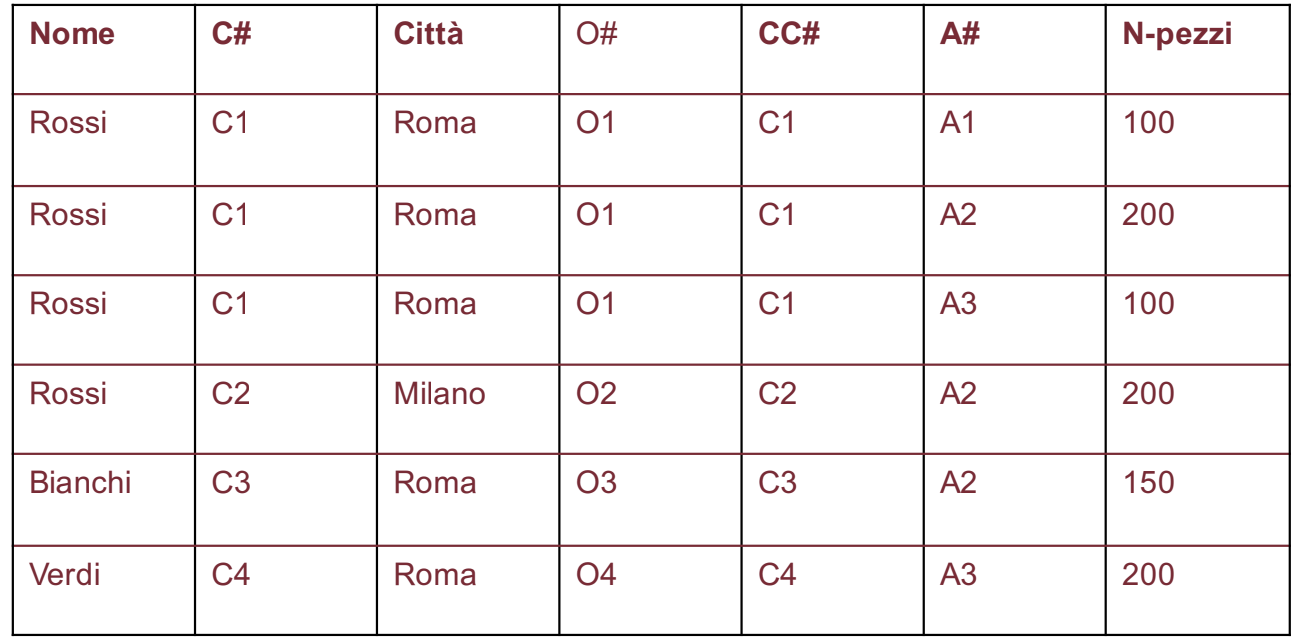 Nome C# Città O# CC# A# N-pezzi
Rossi C1 Roma O1 C1 A1 100
Rossi C1 Roma O1 C1 A2 200
Rossi C1 Roma O1 C1 A3 100
Rossi C2 Milano O2 C2 A2 200
Bianchi C3 Roma O3 C3 A2 150
Verdi C4 Roma O4 C4 A3 200